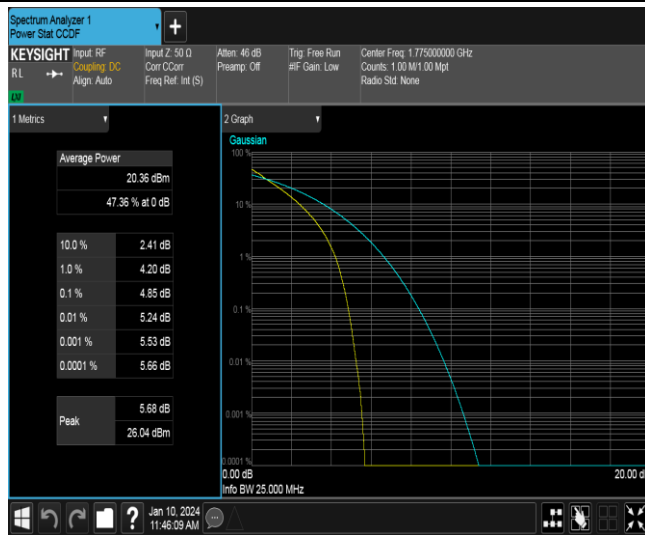 Spectrum Analyzer 1
Power Stat CCDF
+
KEYSIGHT Input: RF Input Z: 50 Ω Atten: 46 dB Trig: Free Run Center Freq: 1.775000000 GHz
RL Coupling: DC Corr CCorr Preamp: Off #IF Gain: Low Counts: 1.00 M/1.00 Mpt
Align: Auto Freq Ref: Int (S) Radio Std: None
1 Metrics
Average Power
20.36 dBm
47.36 % at 0 dB
10.0 % 2.41 dB
1.0 % 4.20 dB
0.1 % 4.85 dB
0.01 % 5.24 dB
0.001 % 5.53 dB
0.0001 % 5.66 dB
Peak 5.68 dB
26.04 dBm
2 Graph
Gaussian
100 %
10 %
1 %
0.1 %
0.01 %
0.001 %
0.0001 %
0.00 dB 20.00 d
Info BW 25.000 MHz
? Jan 10, 2024
11:46:09 AM